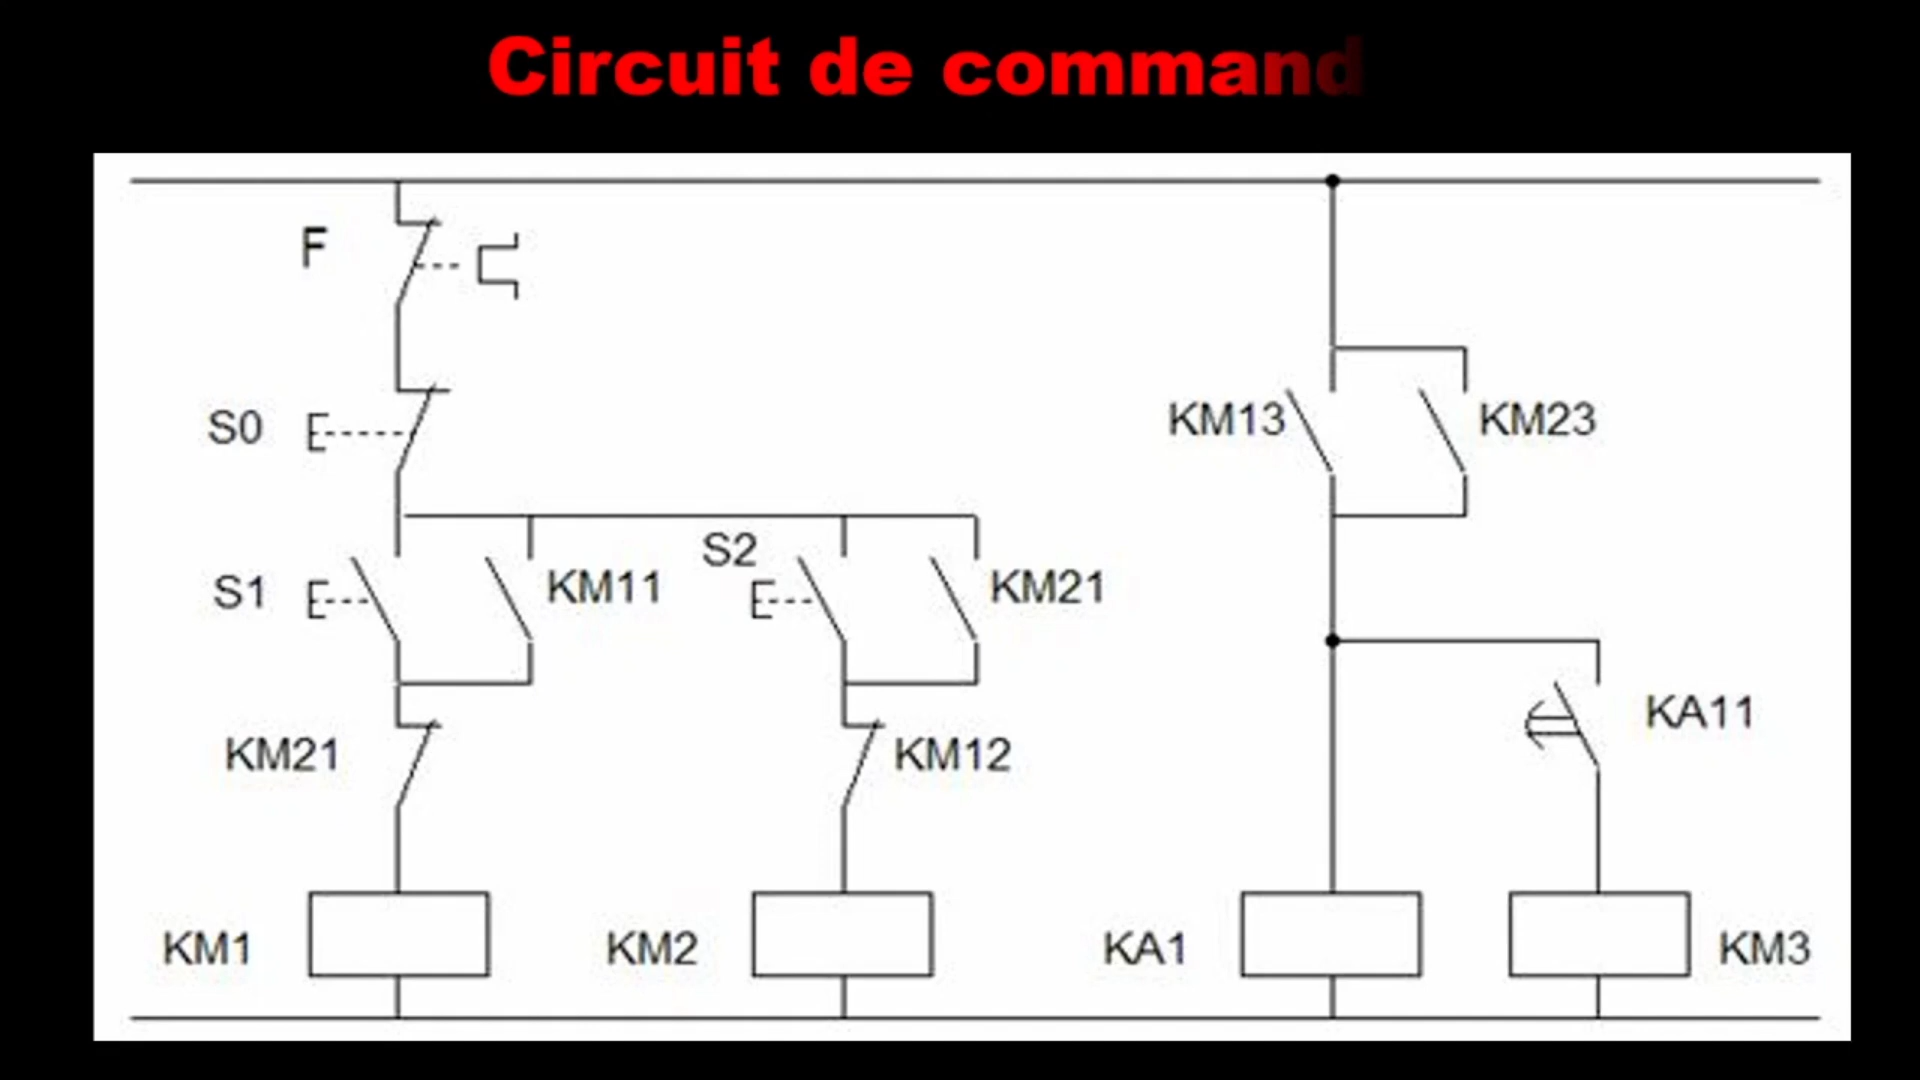 Circuit de command
F
S0
KM13
KM23
S1
KM11
S2
KM21
KM21
KM12
KA11
KM1
KM2
KA1
KM3